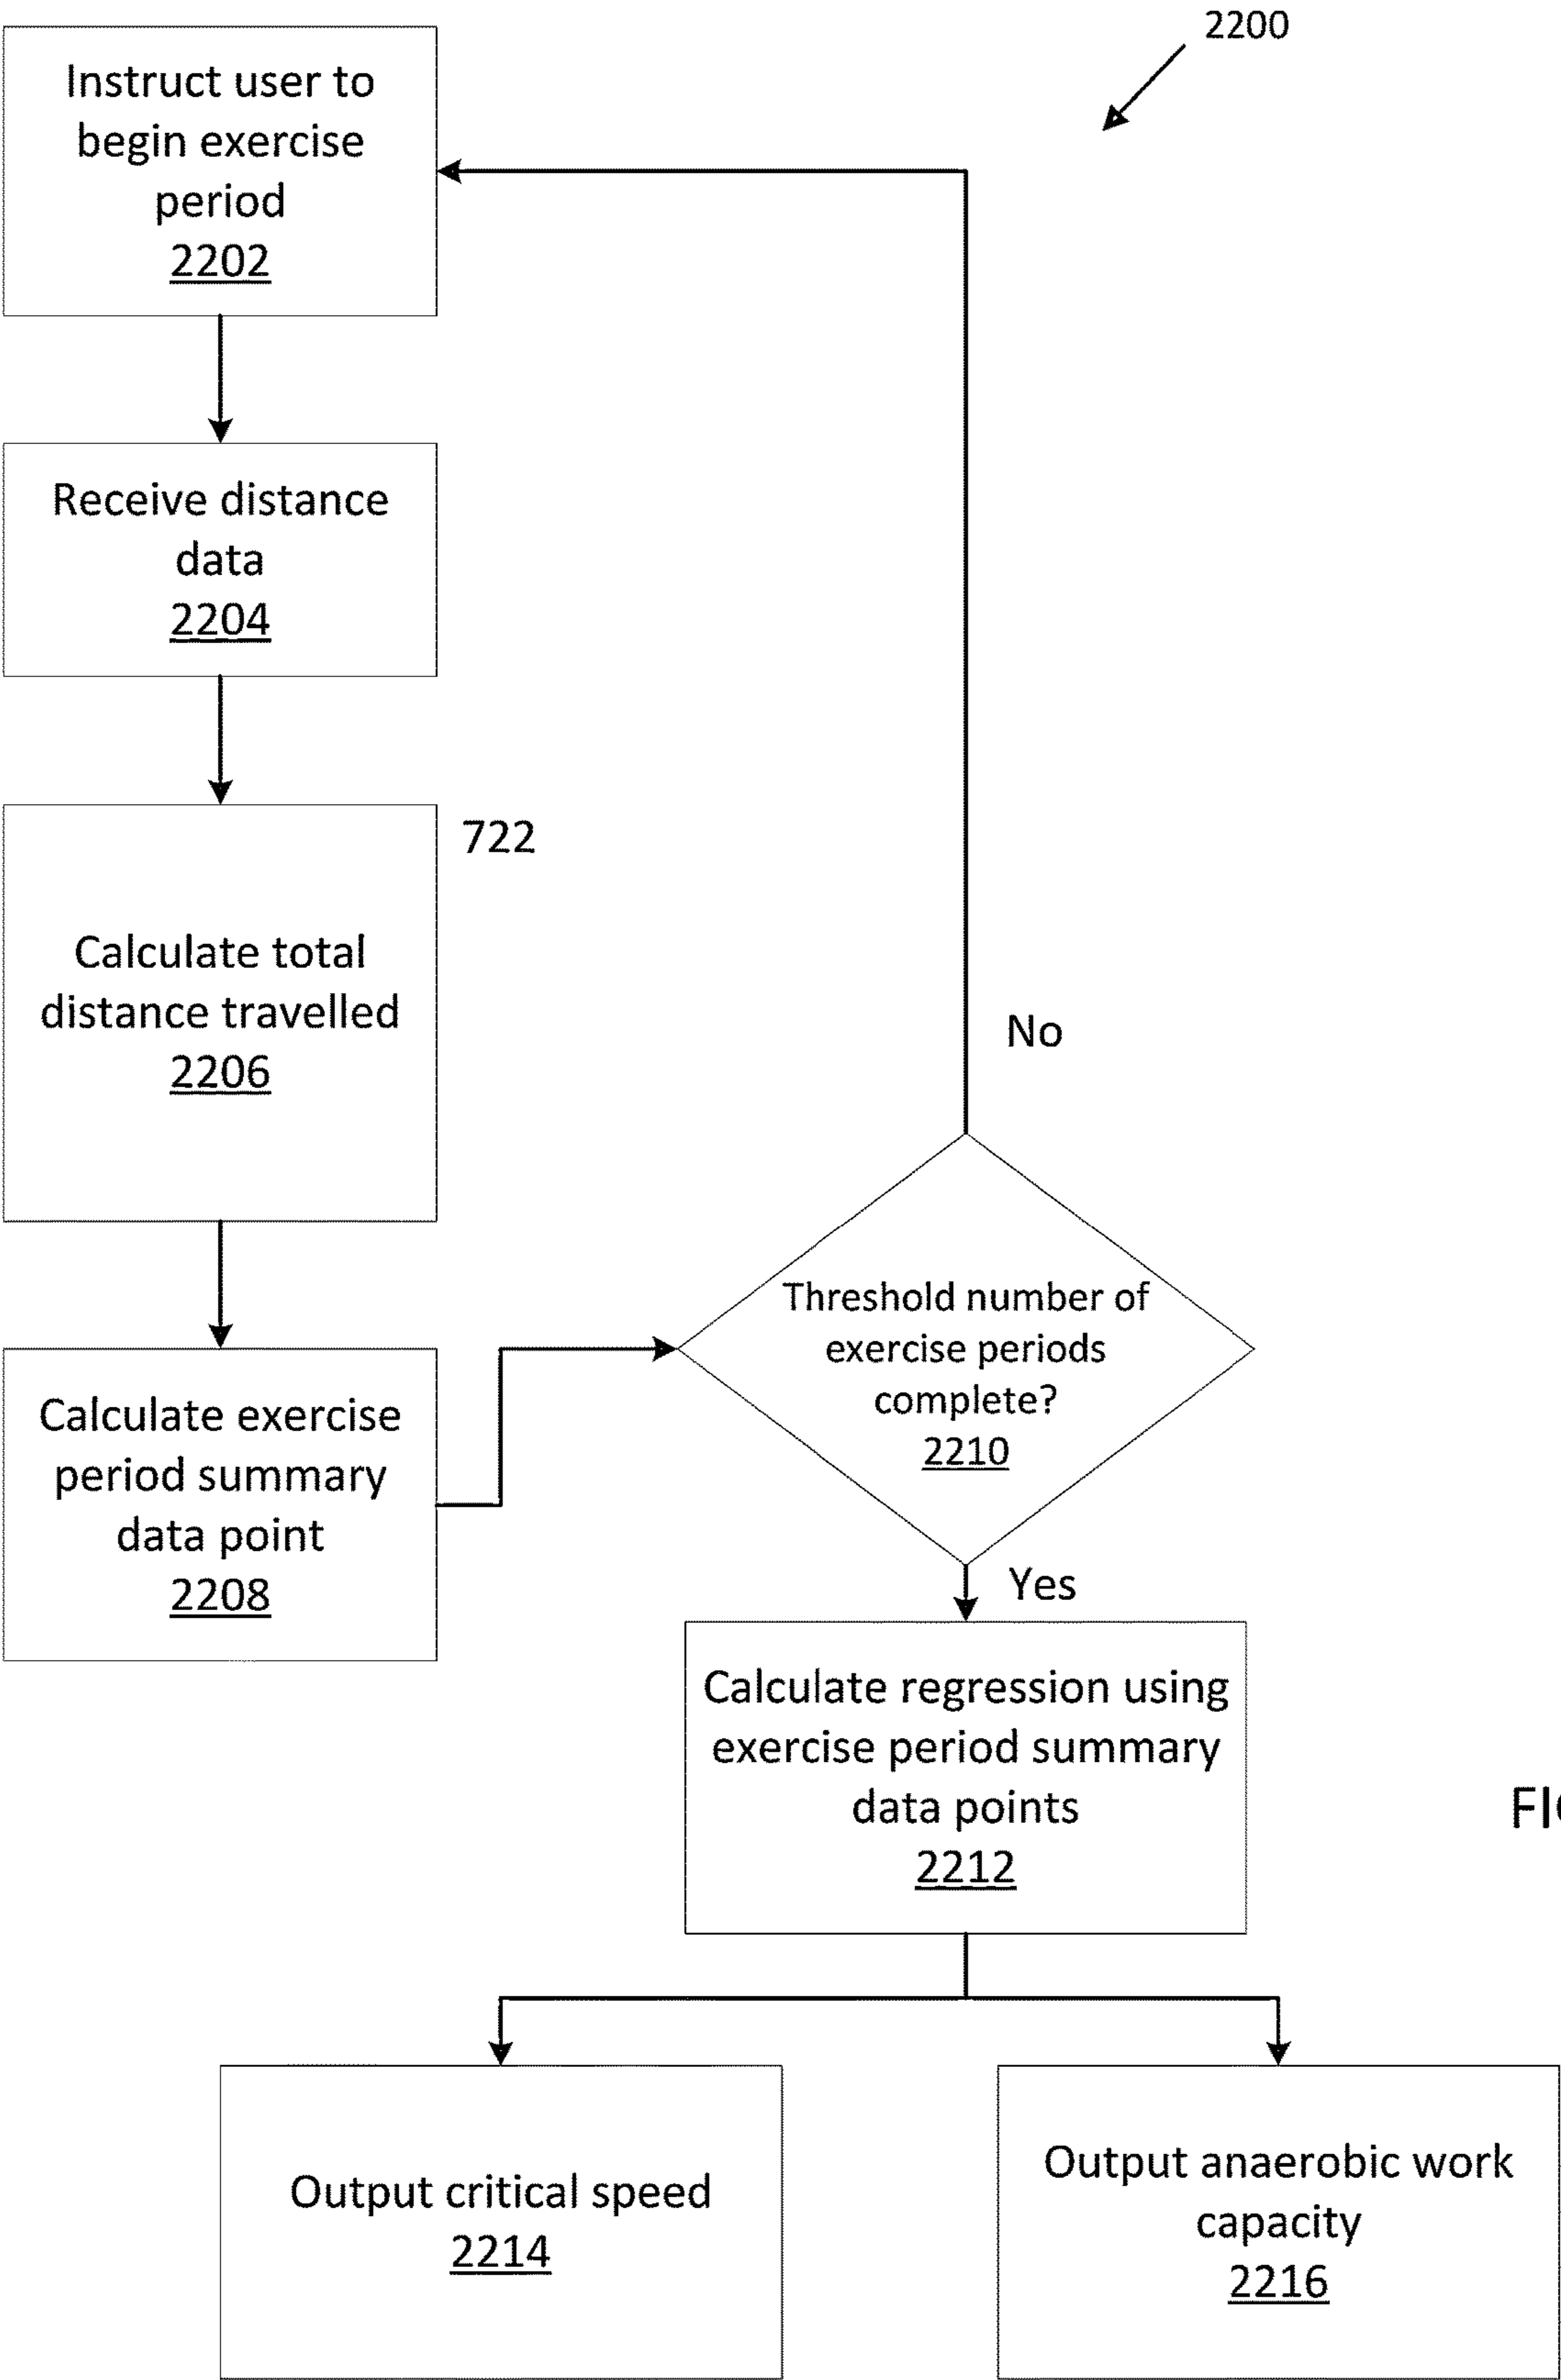 2200
Instruct user to
begin exercise
period
2202
Receive distance
data
2204
722
Calculate total
distance travelled
2206
No
Threshold number of
exercise periods
complete?
2210
Calculate exercise
period summary
data point
2208
Yes
Calculate regression using
exercise period summary
data points
2212
Output critical speed
2214
Output anaerobic work
capacity
2216